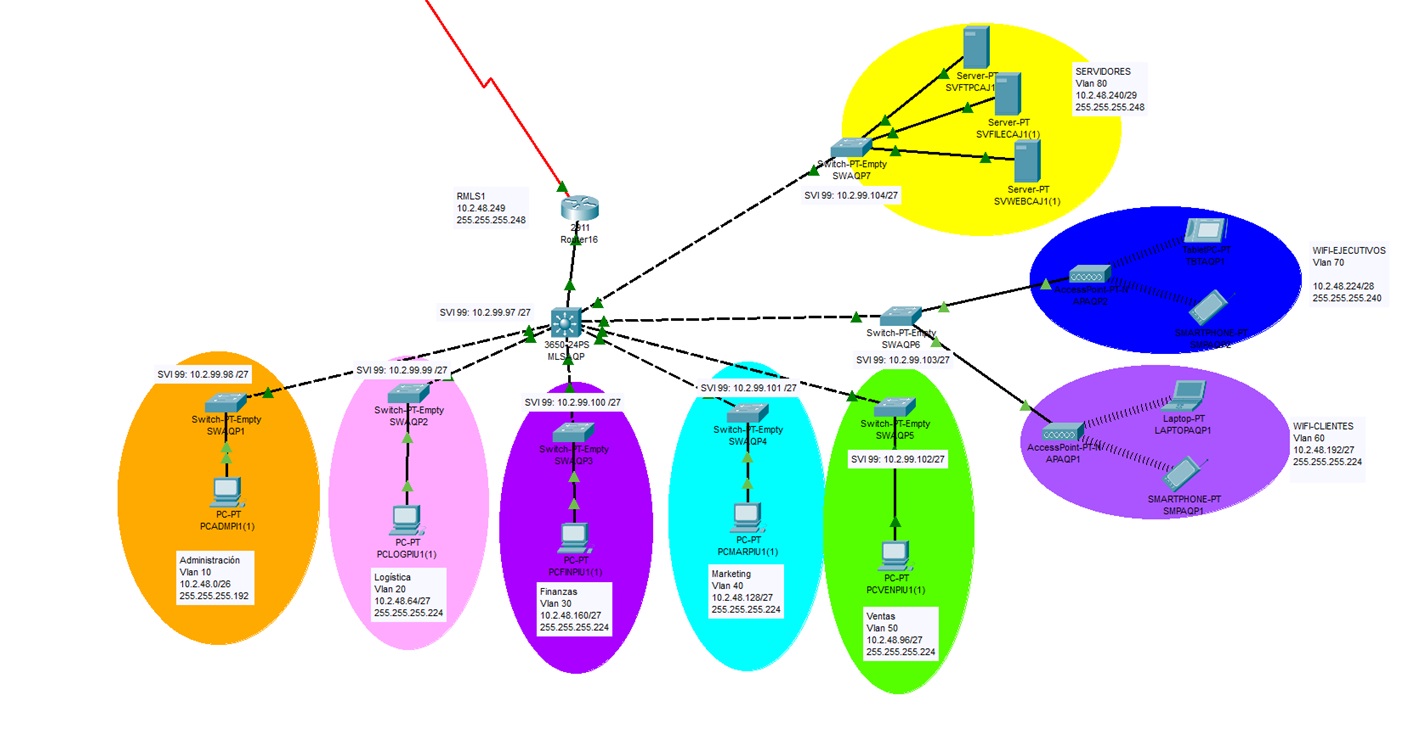 Server-PT
SVFTPCAJ1
SERVIDORES
Vlan 80
10.2.48.240/29
255.255.255.248
Server-PT
SVFILECAJ1(1)
Switch-PT-Empty
SWAQP7
SVI 99: 10.2.99.104/27
Server-PT
SVWEBCAJ1(1)
RMLS1
10.2.48.249
255.255.255.248
2911
Router16
WIFI-EJECUTIVOS
Vlan 70
10.2.48.224/28
255.255.255.240
TabletPC-PT
TBTAQP1
AccessPoint-PT-N
APAQP2
SMARTPHONE-PT
SVI 99: 10.2.99.97 /27
3650-24PS
MLSAQP
Switch-PT-Empty
SWAQP6
SVI 99: 10.2.99.103/27
SVI 99: 10.2.99.98 /27
SVI 99: 10.2.99.99 /27
SVI 99: 10.2.99.100 /27
SVI 99: 10.2.99.101 /27
Switch-PT-Empty
SWAQP1
Switch-PT-Empty
SWAQP2
Switch-PT-Empty
SWAQP3
Switch-PT-Empty
SWAQP4
Switch-PT-Empty
SWAQP5
SVI 99: 10.2.99.102/27
Laptop-PT
LAPTOPAQP1
AccessPoint-PT-N
APAQP1
SMARTPHONE-PT
SMPAQP1
WIFI-CLIENTES
Vlan 60
10.2.48.192/27
255.255.255.224
PC-PT
PCADMPI1(1)
PC-PT
PCLOGPIU1(1)
PC-PT
PCFINPIU1(1)
PC-PT
PCMARPIU1(1)
PC-PT
PCVENPIU1(1)
Administración
Vlan 10
10.2.48.0/26
255.255.255.192
Logística
Vlan 20
10.2.48.64/27
255.255.255.224
Finanzas
Vlan 30
10.2.48.160/27
255.255.255.224
Marketing
Vlan 40
10.2.48.128/27
255.255.255.224
Ventas
Vlan 50
10.2.48.96/27
255.255.255.224